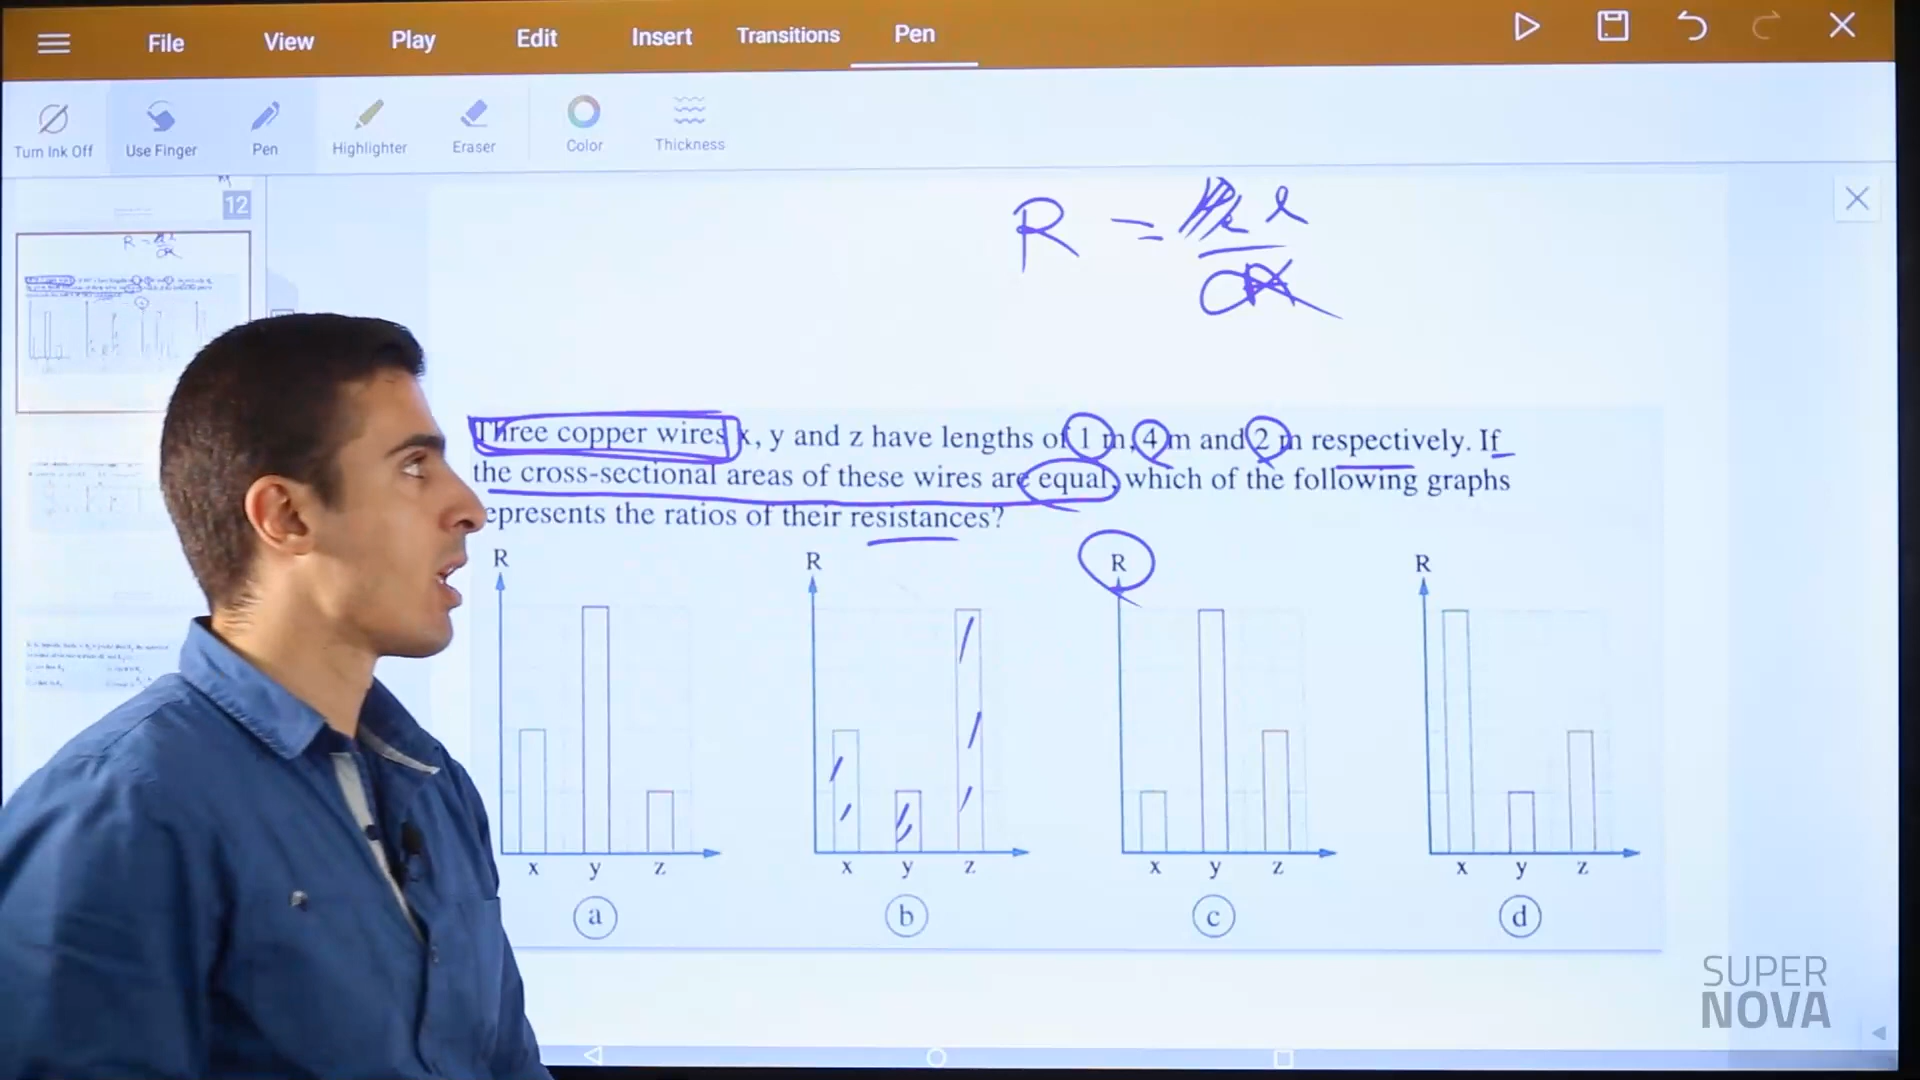 File View Play Edit Insert Transitions Pen
Turn Ink Off Use Finger Pen Highlighter Eraser Color Thickness
12
R = l
Three copper wires x, y and z have lengths of 1 m, 4 m and 2 m respectively. If
the cross-sectional areas of these wires are equal, which of the following graphs
epresents the ratios of their resistances?
R R R R
x y z x y z x y z x y z
a b c d
SUPER
NOVA